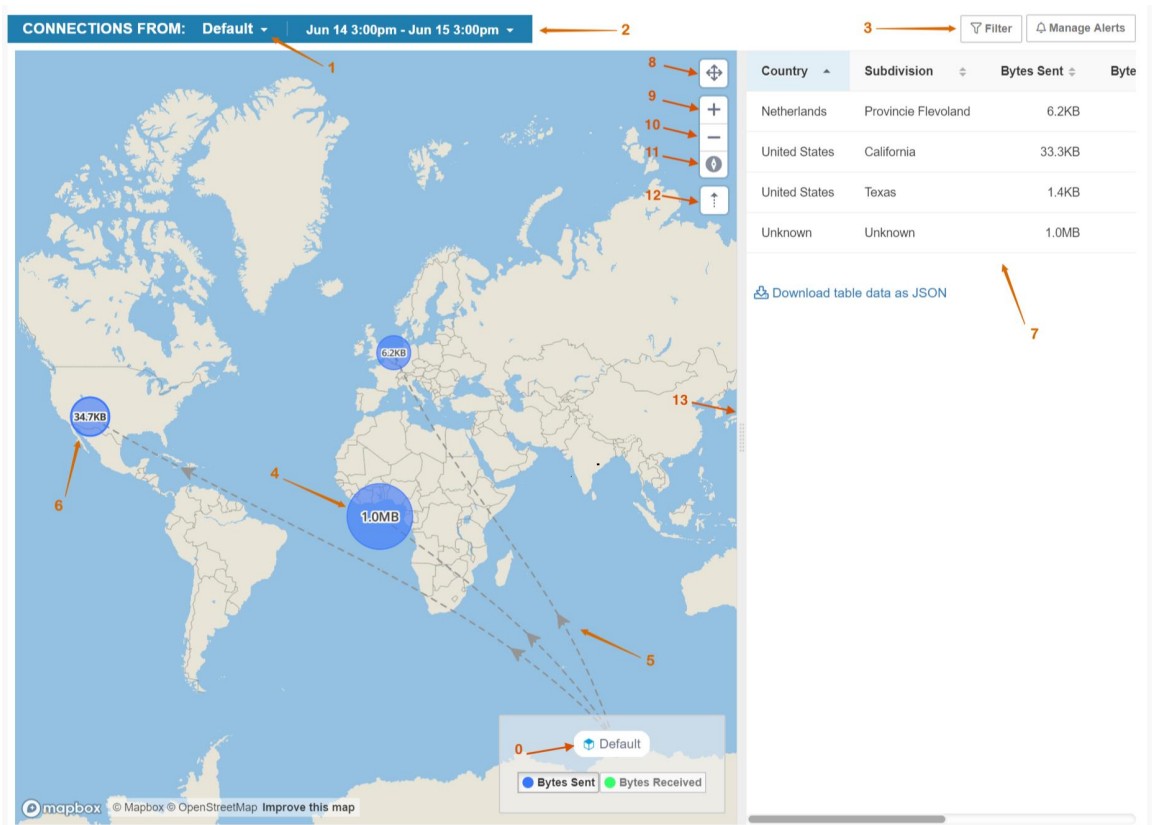 CONNECTIONS FROM: Default
Jun 14 3:00pm - Jun 15 3:00pm
2
3
Filter
Manage Alerts
1
8
9
10
11
12
13
Country
Subdivision
Bytes Sent
Byte
Netherlands
Provincie Flevoland
6.2KB
United States
California
33.3KB
United States
Texas
1.4KB
Unknown
Unknown
1.0MB
Download table data as JSON
7
6.2KB
34.7KB
6
4
1.0MB
5
0
Default
Bytes Sent
Bytes Received
mapbox
© Mapbox © OpenStreetMap Improve this map